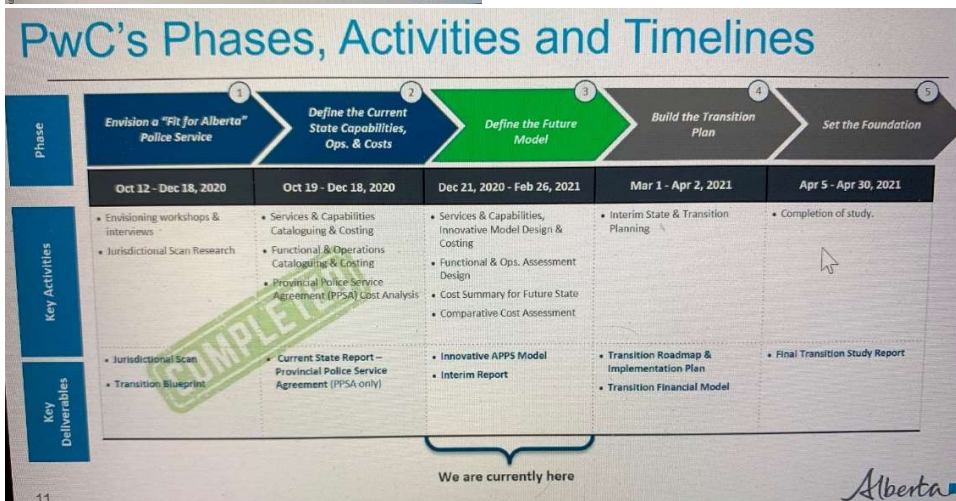 PwC's Phases, Activities and Timelines
Phase
1
Envision a "Fit for Alberta"
Police Service
2
Define the Current
State Capabilities,
Ops. & Costs
3
Define the Future
Model
4
Build the Transition
Plan
5
Set the Foundation
Oct 12 - Dec 18, 2020
Oct 19 - Dec 18, 2020
Dec 21, 2020 - Feb 26, 2021
Mar 1 - Apr 2, 2021
Apr 5 - Apr 30, 2021
Key Activities
• Envisioning workshops &
interviews
• Jurisdictional Scan Research
• Services & Capabilities
Cataloguing & Costing
• Functional & Operations
Cataloguing & Costing
• Provincial Police Service
Agreement (PPSA) Cost Analysis
• Services & Capabilities,
Innovative Model Design &
Costing
• Functional & Ops. Assessment
Design
• Cost Summary for Future State
• Comparative Cost Assessment
• Interim State & Transition
Planning
• Completion of study.
COMPLETED
Key
Deliverables
• Jurisdictional Scan
• Transition Blueprint
• Current State Report –
Provincial Police Service
Agreement (PPSA only)
• Innovative APPS Model
• Interim Report
• Transition Roadmap &
Implementation Plan
• Transition Financial Model
• Final Transition Study Report
We are currently here
11
Alberta